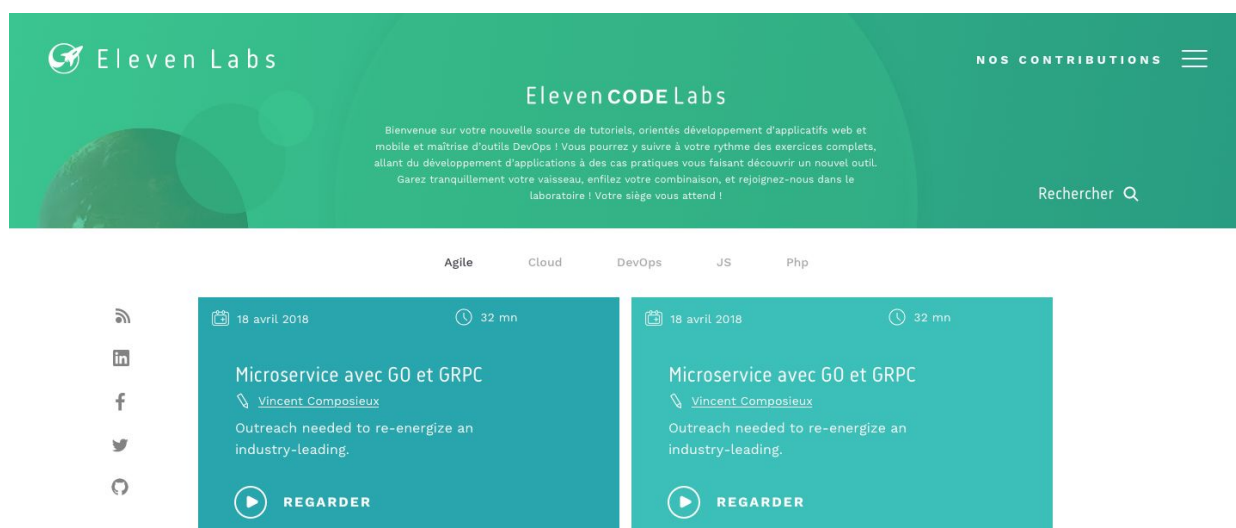 Eleven Labs
NOS CONTRIBUTIONS
Eleven CODE Labs
Bienvenue sur votre nouvelle source de tutoriels, orientés développement d'applicatifs web et
mobile et maîtrise d'outils DevOps ! Vous pourrez y suivre à votre rythme des exercices complets,
allant du développement d'applications à des cas pratiques vous faisant découvrir un nouvel outil.
Garez tranquillement votre vaisseau, enfilez votre combinaison, et rejoignez-nous dans le
laboratoire ! Votre siège vous attend !
Rechercher
Agile Cloud DevOps JS Php
18 avril 2018 32 mn
Microservice avec GO et GRPC
Vincent Composieux
Outreach needed to re-energize an
industry-leading.
REGARDER
18 avril 2018 32 mn
Microservice avec GO et GRPC
Vincent Composieux
Outreach needed to re-energize an
industry-leading.
REGARDER